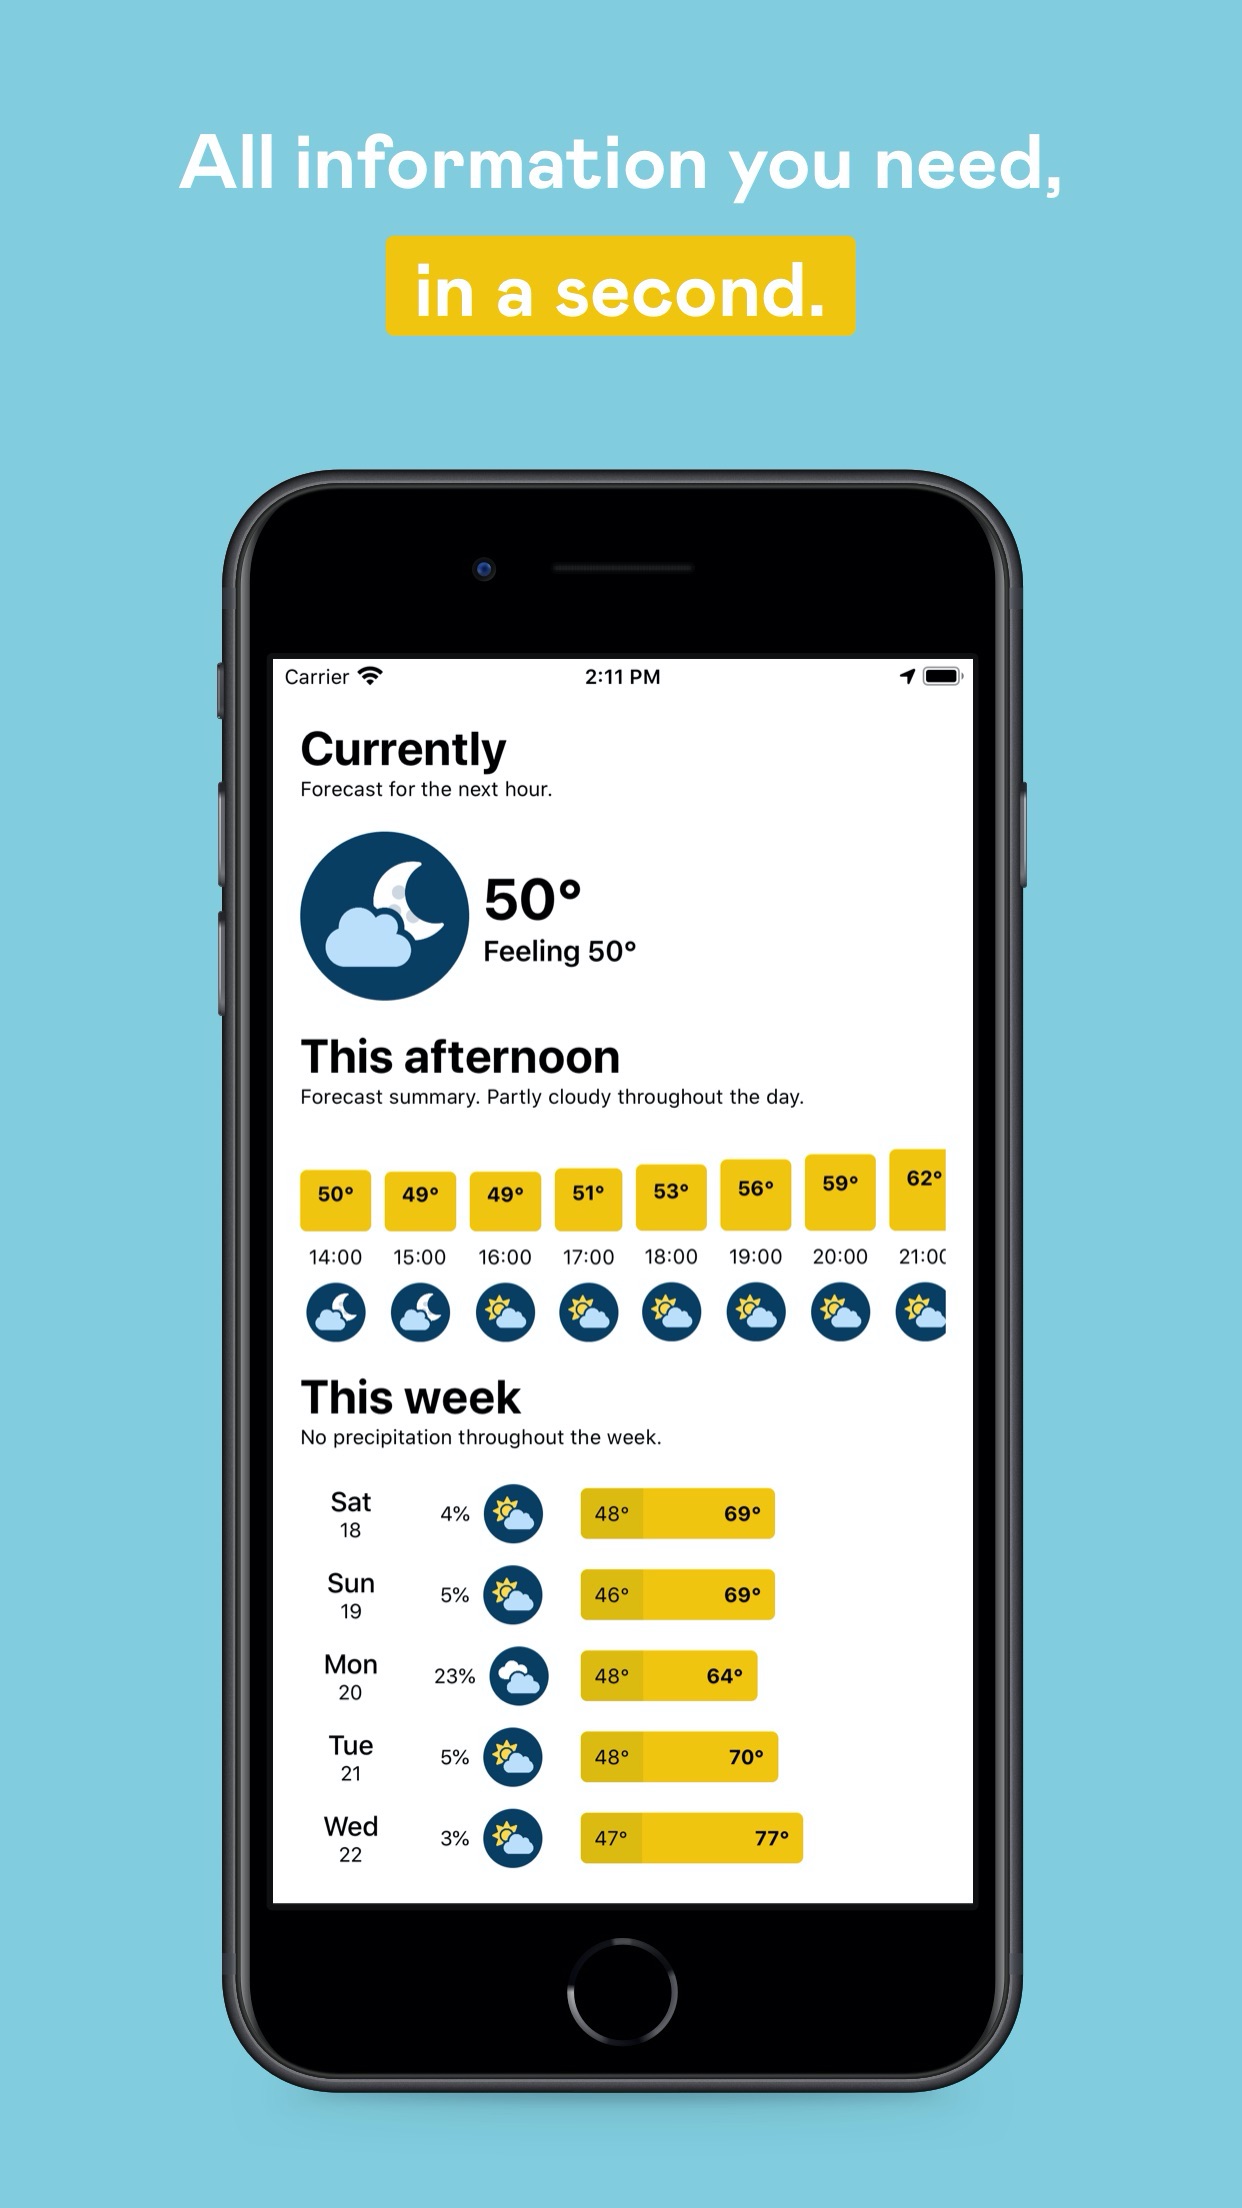 All information you need,
in a second.
Carrier 2:11 PM
Currently
Forecast for the next hour.
50°
Feeling 50°
This afternoon
Forecast summary. Partly cloudy throughout the day.
50° 49° 49° 51° 53° 56° 59° 62°
14:00 15:00 16:00 17:00 18:00 19:00 20:00 21:00
This week
No precipitation throughout the week.
Sat
4% 48° 69°
18
Sun
5% 46° 69°
19
Mon
23% 48° 64°
20
Tue
5% 48° 70°
21
Wed
3% 47° 77°
22